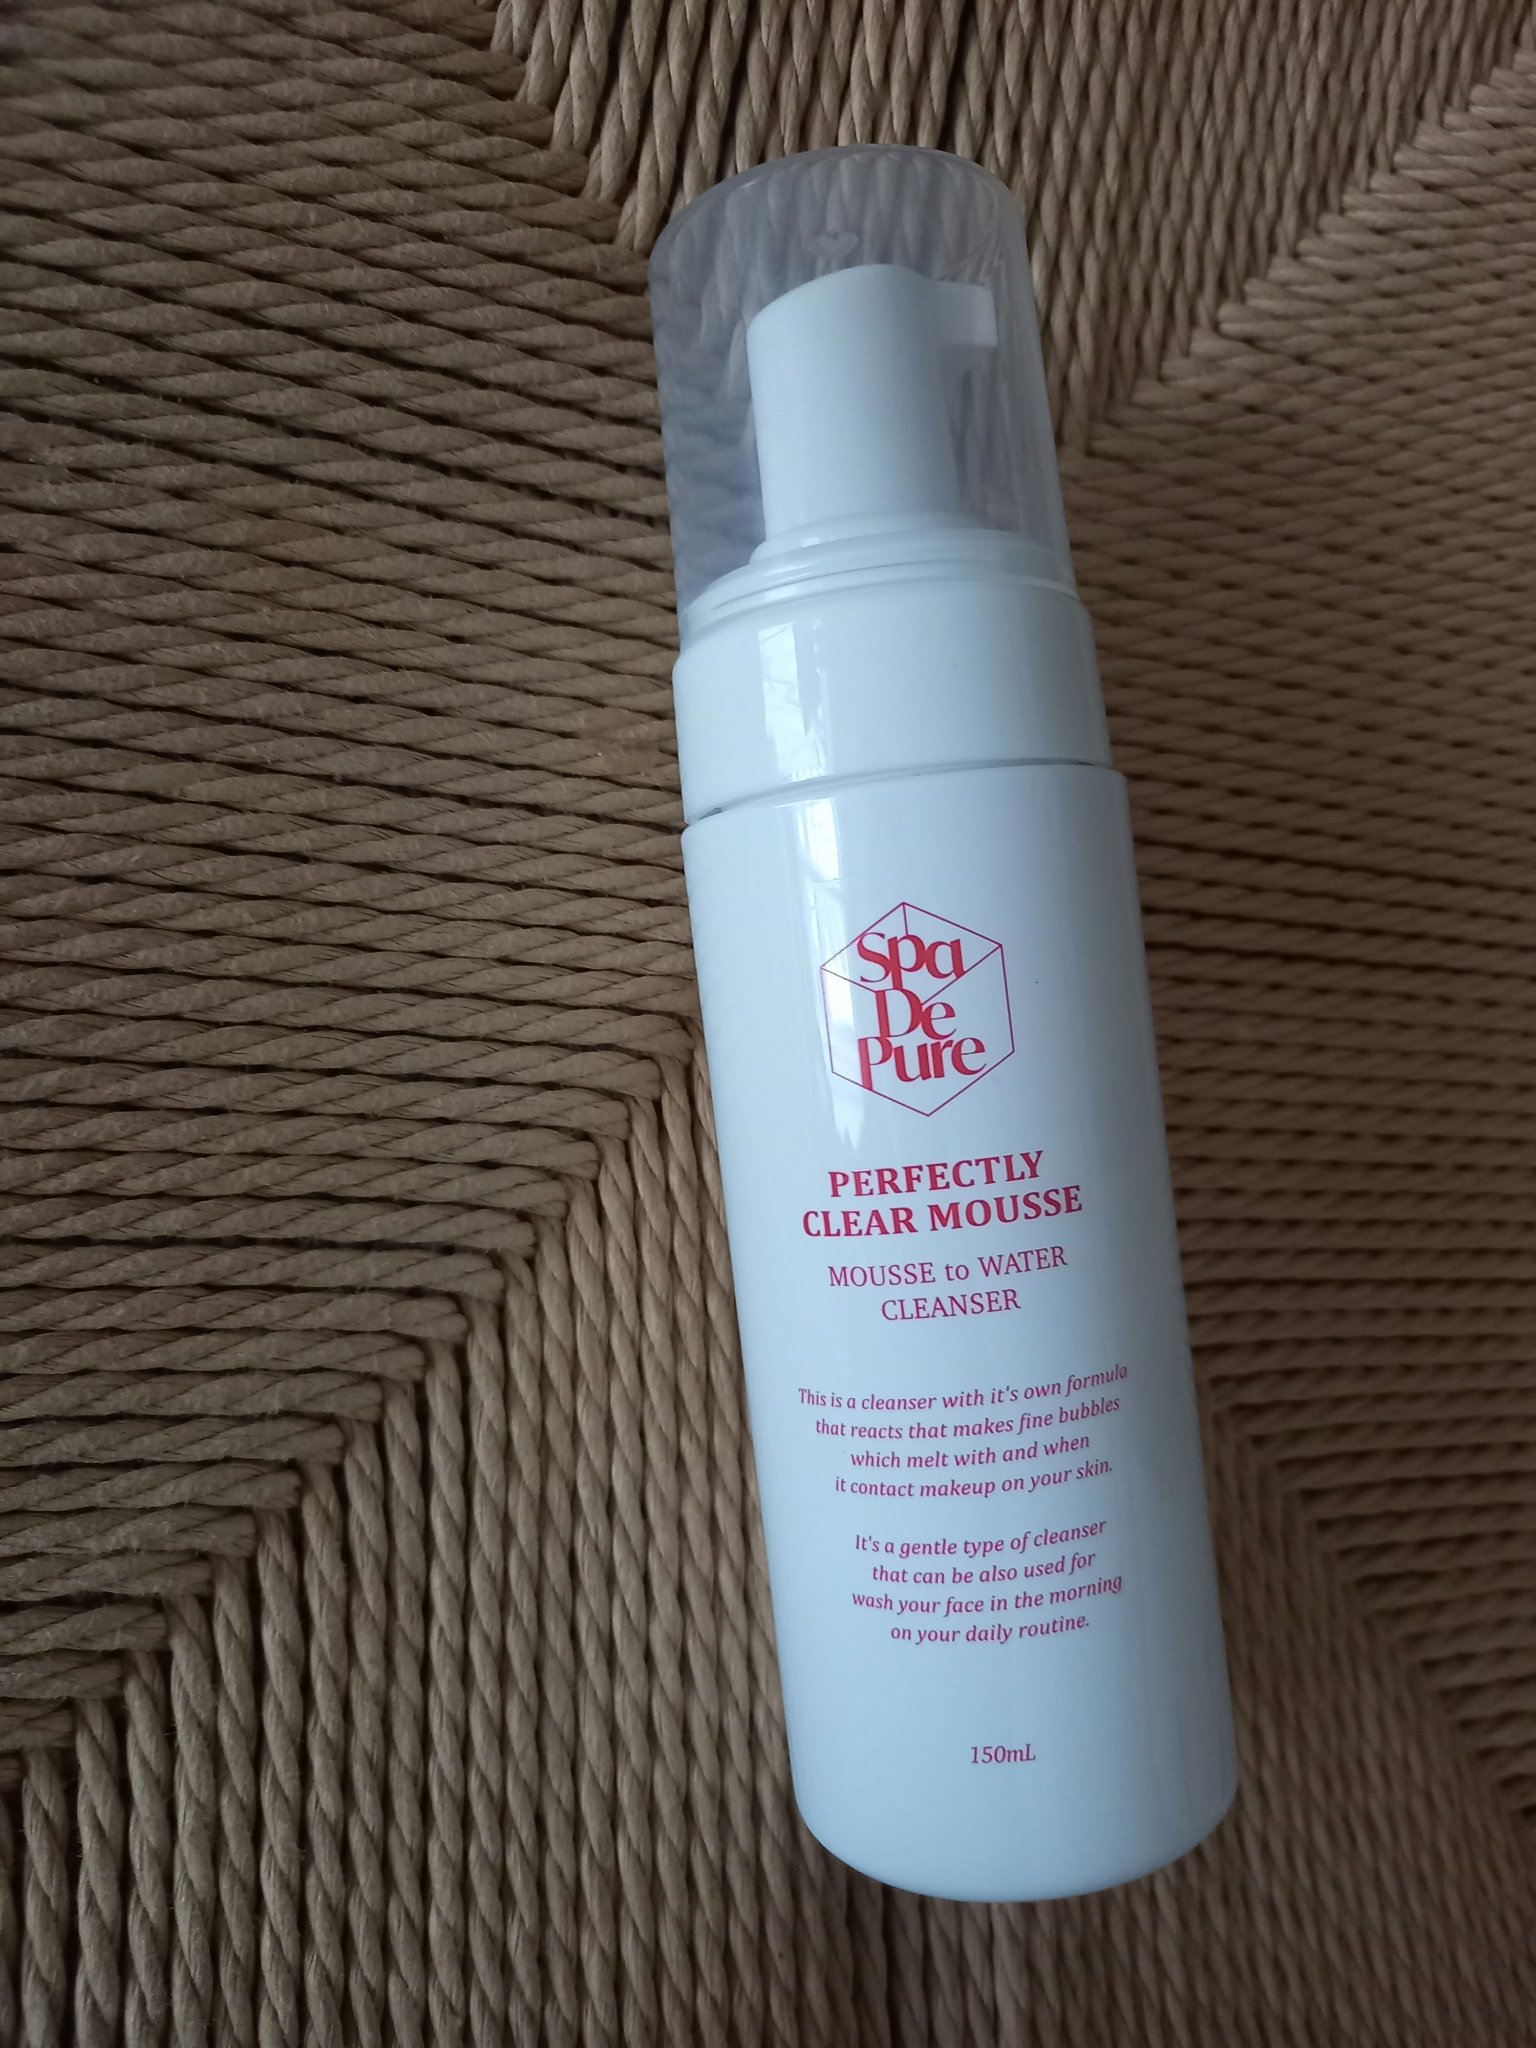 Spa
De
Pure
PERFECTLY
CLEAR MOUSSE
MOUSSE to WATER
CLEANSER
This is a cleanser with it's own formula
that reacts that makes fine bubbles
which melt with and when
it contact makeup on your skin.
It's a gentle type of cleanser
that can be also used for
wash your face in the morning
on your daily routine.
150mL